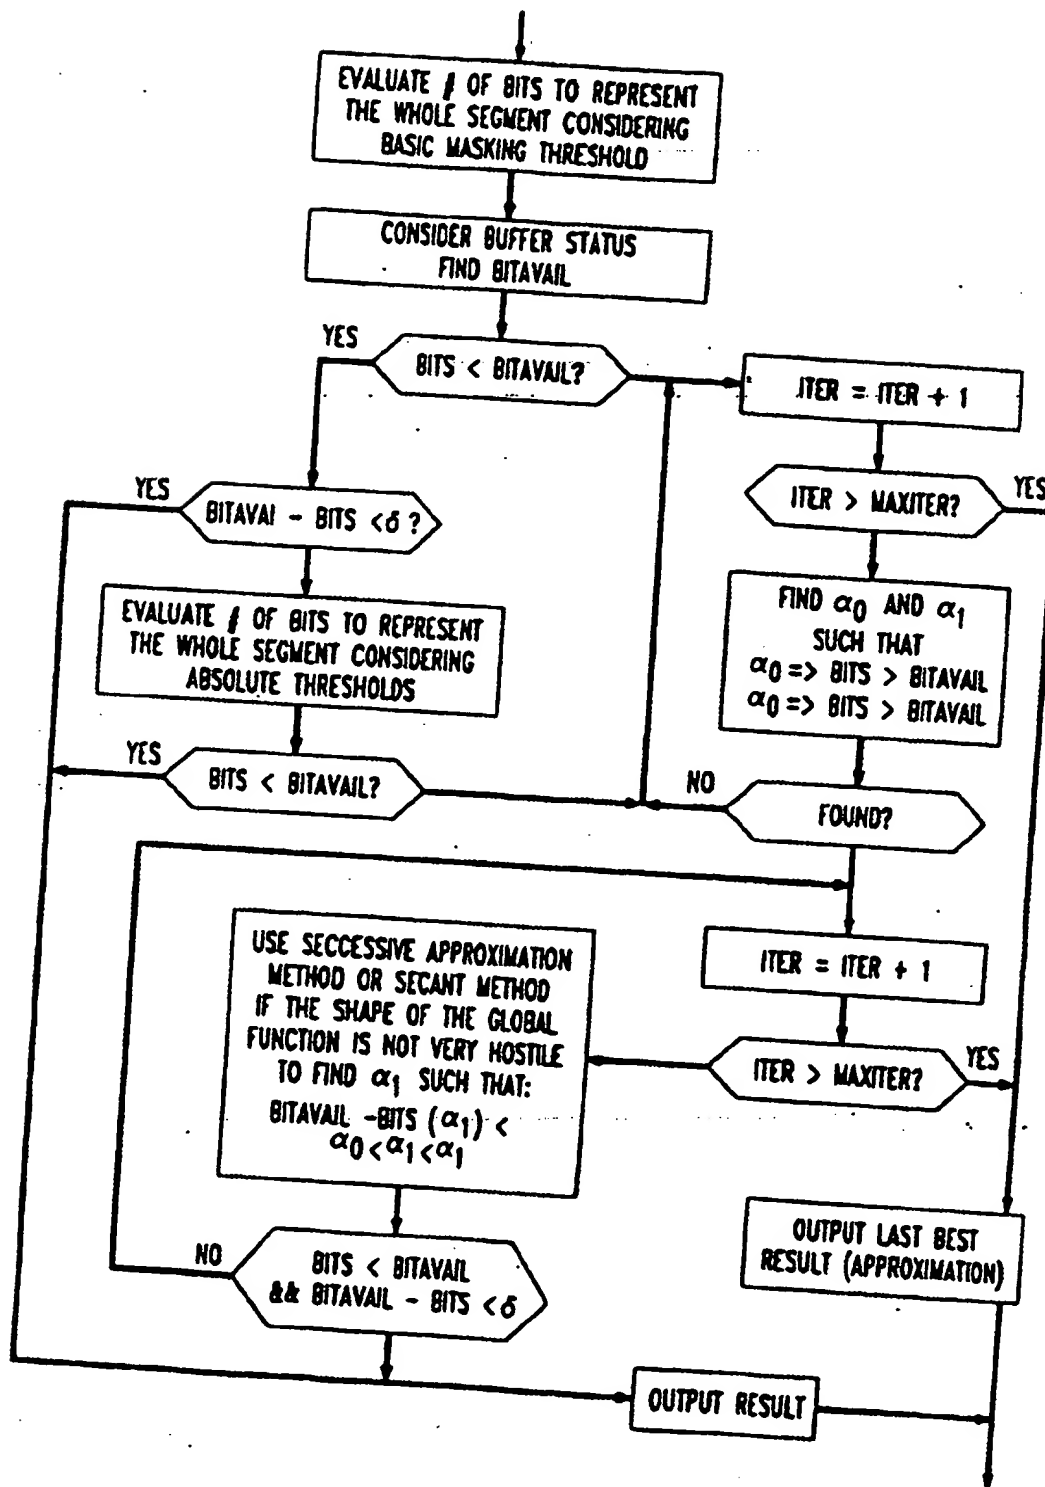 EVALUATE # OF BITS TO REPRESENT
THE WHOLE SEGMENT CONSIDERING
BASIC MASKING THRESHOLD
CONSIDER BUFFER STATUS
FIND BITAVAIL
YES
BITS < BITAVAIL?
ITER = ITER + 1
YES
BITAVAI - BITS < δ ?
ITER > MAXITER?
YES
EVALUATE # OF BITS TO REPRESENT
THE WHOLE SEGMENT CONSIDERING
ABSOLUTE THRESHOLDS
FIND α0 AND α1
SUCH THAT
α0 => BITS > BITAVAIL
α0 => BITS > BITAVAIL
YES
BITS < BITAVAIL?
NO
FOUND?
USE SECCESSIVE APPROXIMATION
METHOD OR SECANT METHOD
IF THE SHAPE OF THE GLOBAL
FUNCTION IS NOT VERY HOSTILE
TO FIND α1 SUCH THAT:
BITAVAIL -BITS (α1) <
α0<α1<α1
ITER = ITER + 1
ITER > MAXITER?
YES
NO
BITS < BITAVAIL
&& BITAVAIL - BITS < δ
OUTPUT LAST BEST
RESULT (APPROXIMATION)
OUTPUT RESULT